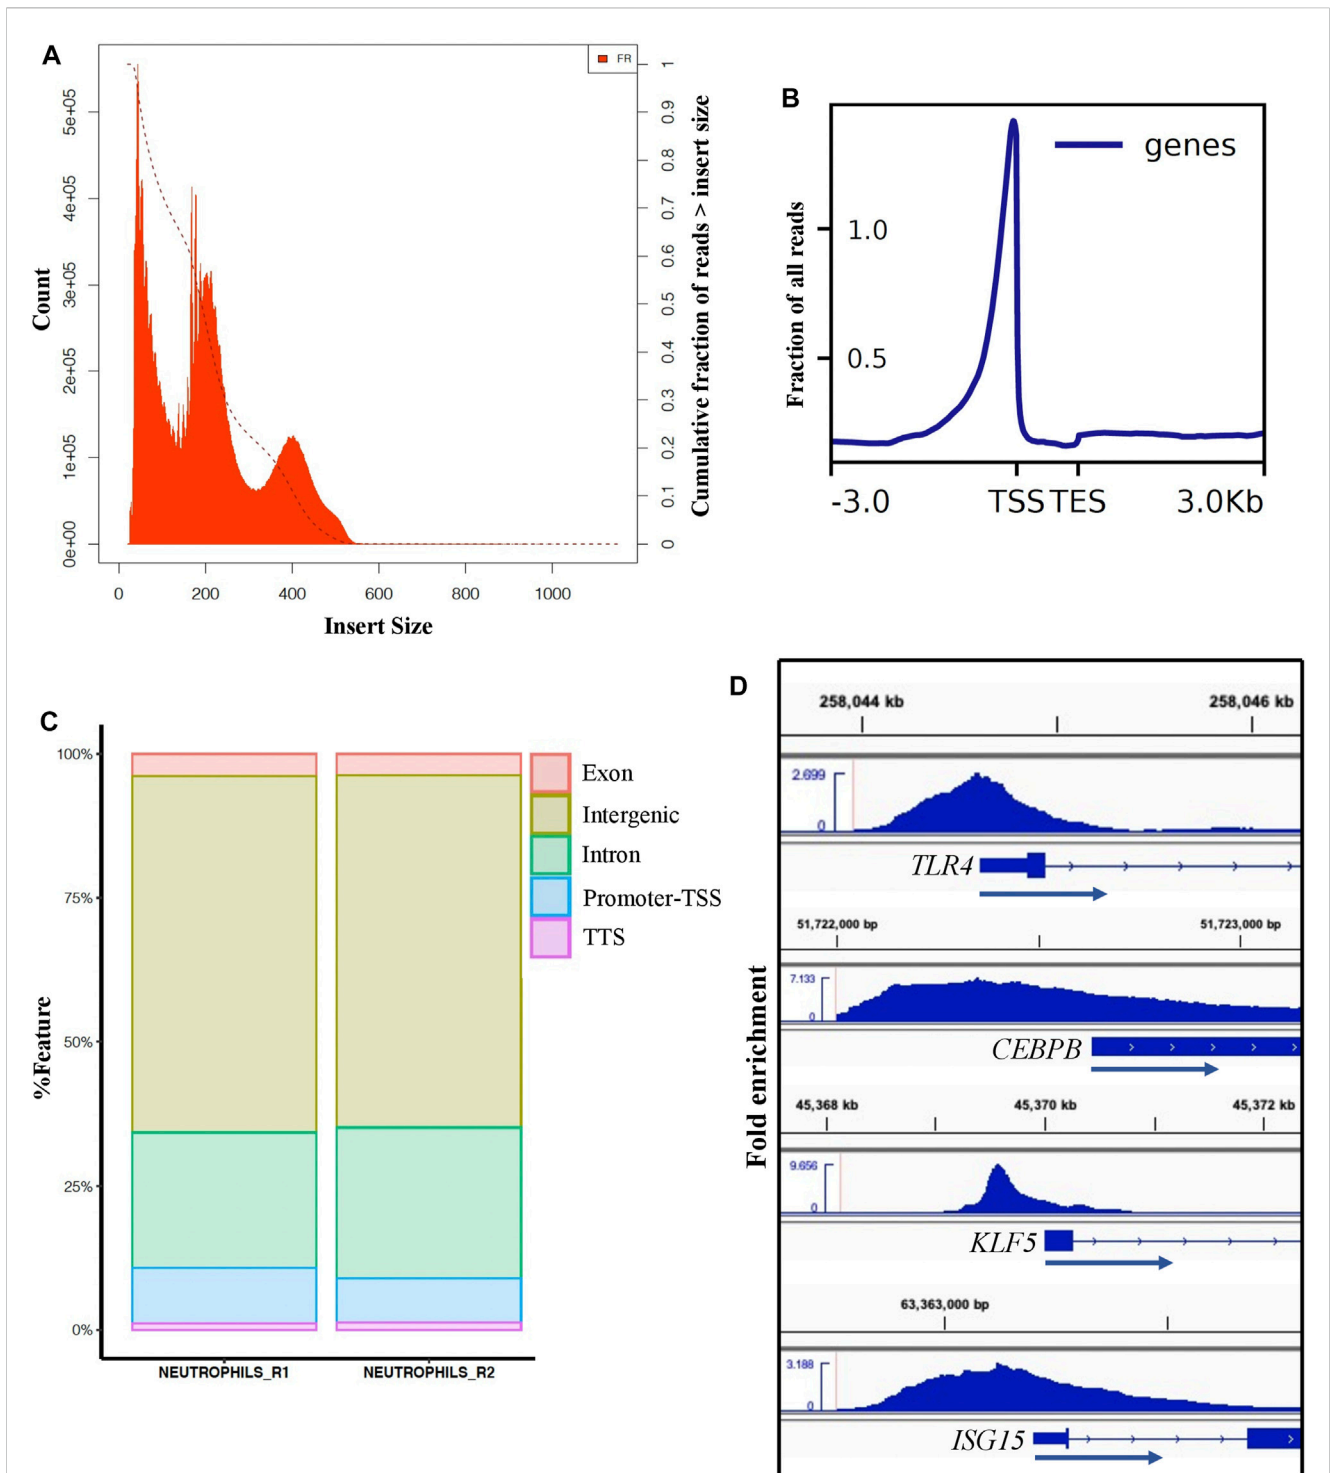 A
FR
Count
0e+00
1e+05
2e+05
3e+05
4e+05
5e+05
0
0.1
0.2
0.3
0.4
0.5
0.6
0.7
0.8
0.9
1
Cumulative fraction of reads > insert size
0 200 400 600 800 1000
Insert Size
B
genes
Fraction of all reads
1.0
0.5
-3.0 TSS TES 3.0Kb
C
%Feature
100%
75%
50%
25%
0%
Exon
Intergenic
Intron
Promoter-TSS
TTS
NEUTROPHILS_R1 NEUTROPHILS_R2
D
Fold enrichment
258,044 kb 258,046 kb
2.699
0
TLR4
51,722,000 bp 51,723,000 bp
7.133
0
CEBPB
45,368 kb 45,370 kb 45,372 kb
9.656
0
KLF5
63,363,000 bp
3.188
0
ISG15